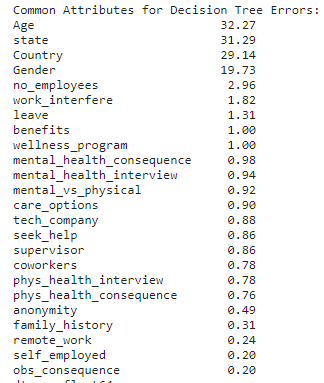 Common Attributes for Decision Tree Errors:
Age 32.27
state 31.29
Country 29.14
Gender 19.73
no_employees 2.96
work_interfere 1.82
leave 1.31
benefits 1.00
wellness_program 1.00
mental_health_consequence 0.98
mental_health_interview 0.94
mental_vs_physical 0.92
care_options 0.90
tech_company 0.88
seek_help 0.86
supervisor 0.86
coworkers 0.78
phys_health_interview 0.78
phys_health_consequence 0.76
anonymity 0.49
family_history 0.31
remote_work 0.24
self_employed 0.20
obs_consequence 0.20